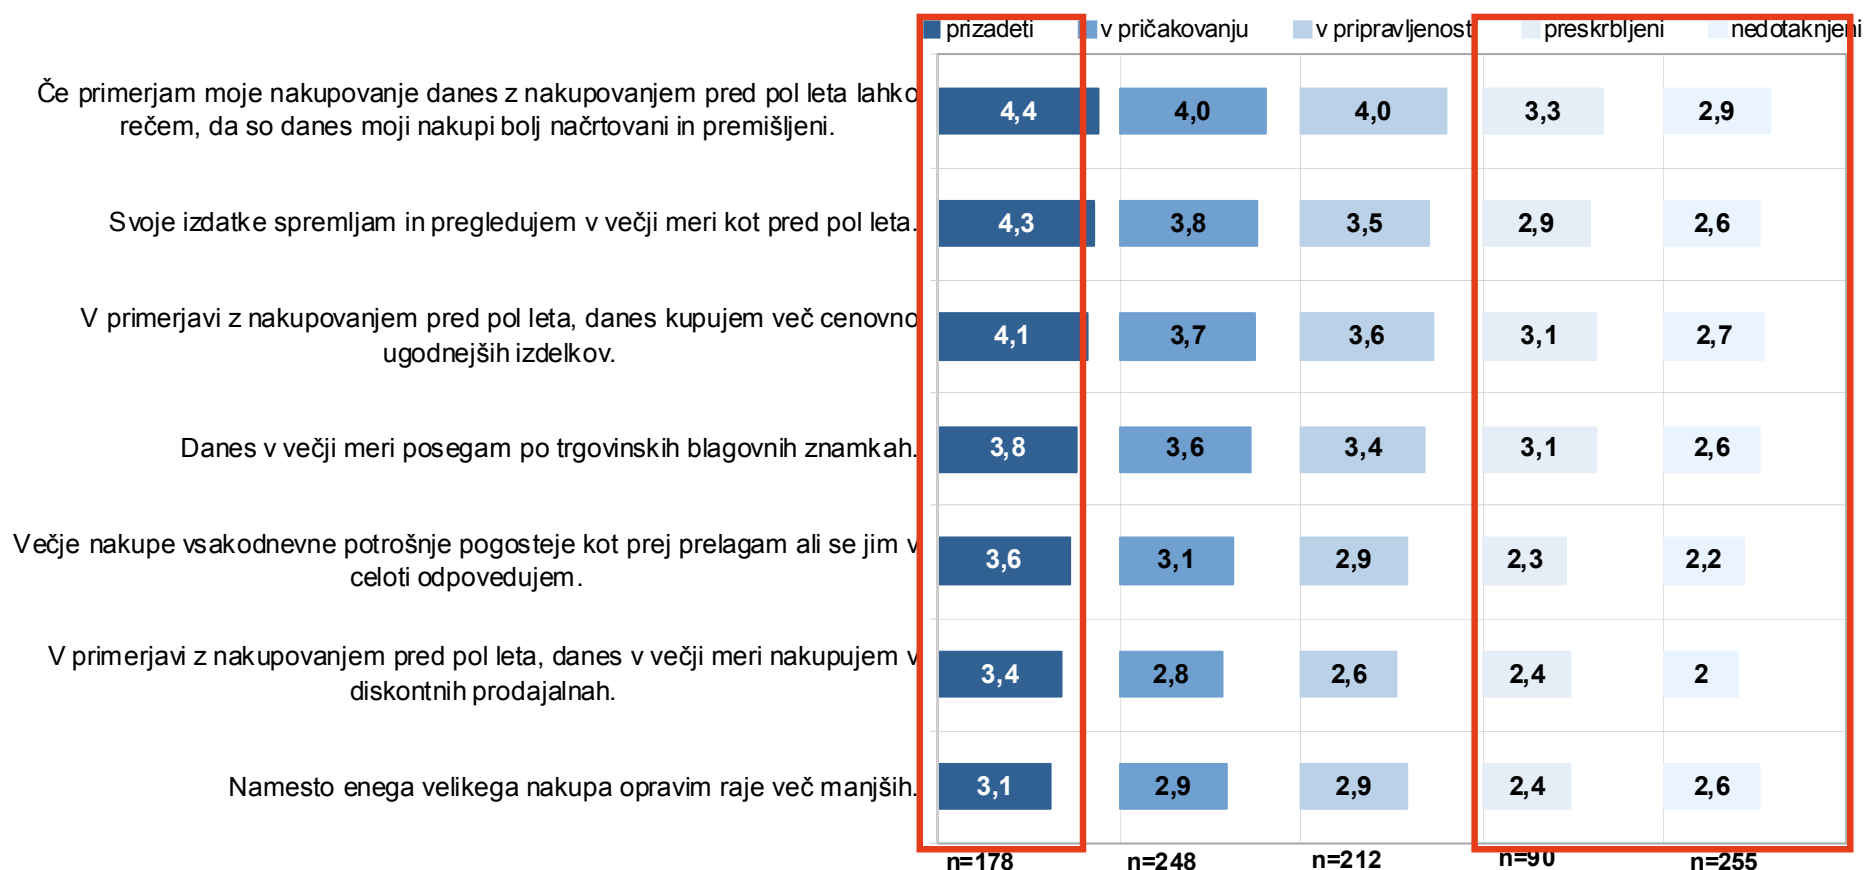 prizadeti v pričakovanju v pripravljenost preskrbljeni nedotaknjeni
Če primerjam moje nakupovanje danes z nakupovanjem pred pol leta lahko
rečem, da so danes moji nakupi bolj načrtovani in premišljeni.
4,4 4,0 4,0 3,3 2,9
Svoje izdatke spremljam in pregledujem v večji meri kot pred pol leta.
4,3 3,8 3,5 2,9 2,6
V primerjavi z nakupovanjem pred pol leta, danes kupujem več cenovno
ugodnejših izdelkov.
4,1 3,7 3,6 3,1 2,7
Danes v večji meri posegam po trgovinskih blagovnih znamkah.
3,8 3,6 3,4 3,1 2,6
Večje nakupe vsakodnevne potrošnje pogosteje kot prej prelagam ali se jim v
celoti odpovedujem.
3,6 3,1 2,9 2,3 2,2
V primerjavi z nakupovanjem pred pol leta, danes v večji meri nakupujem v
diskontnih prodajalnah.
3,4 2,8 2,6 2,4 2
Namesto enega velikega nakupa opravim raje več manjših.
3,1 2,9 2,9 2,4 2,6
n=178 n=248 n=212 n=90 n=255